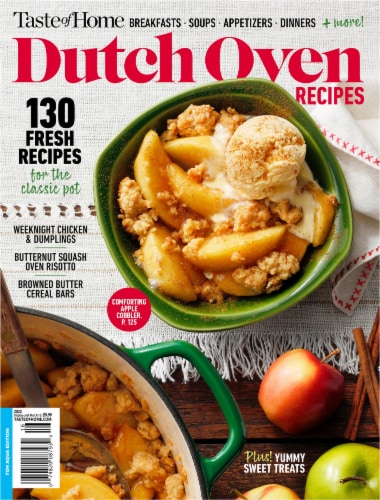 Taste of Home BREAKFASTS · SOUPS · APPETIZERS · DINNERS + more!
Dutch Oven
RECIPES
130
FRESH
RECIPES
for the
classic pot
WEEKNIGHT CHICKEN
& DUMPLINGS
BUTTERNUT SQUASH
OVEN RISOTTO
BROWNED BUTTER
CEREAL BARS
COMFORTING
APPLE
COBBLER,
P. 125
2022
TASTEOFHOME.COM
Plus! YUMMY
SWEET TREATS